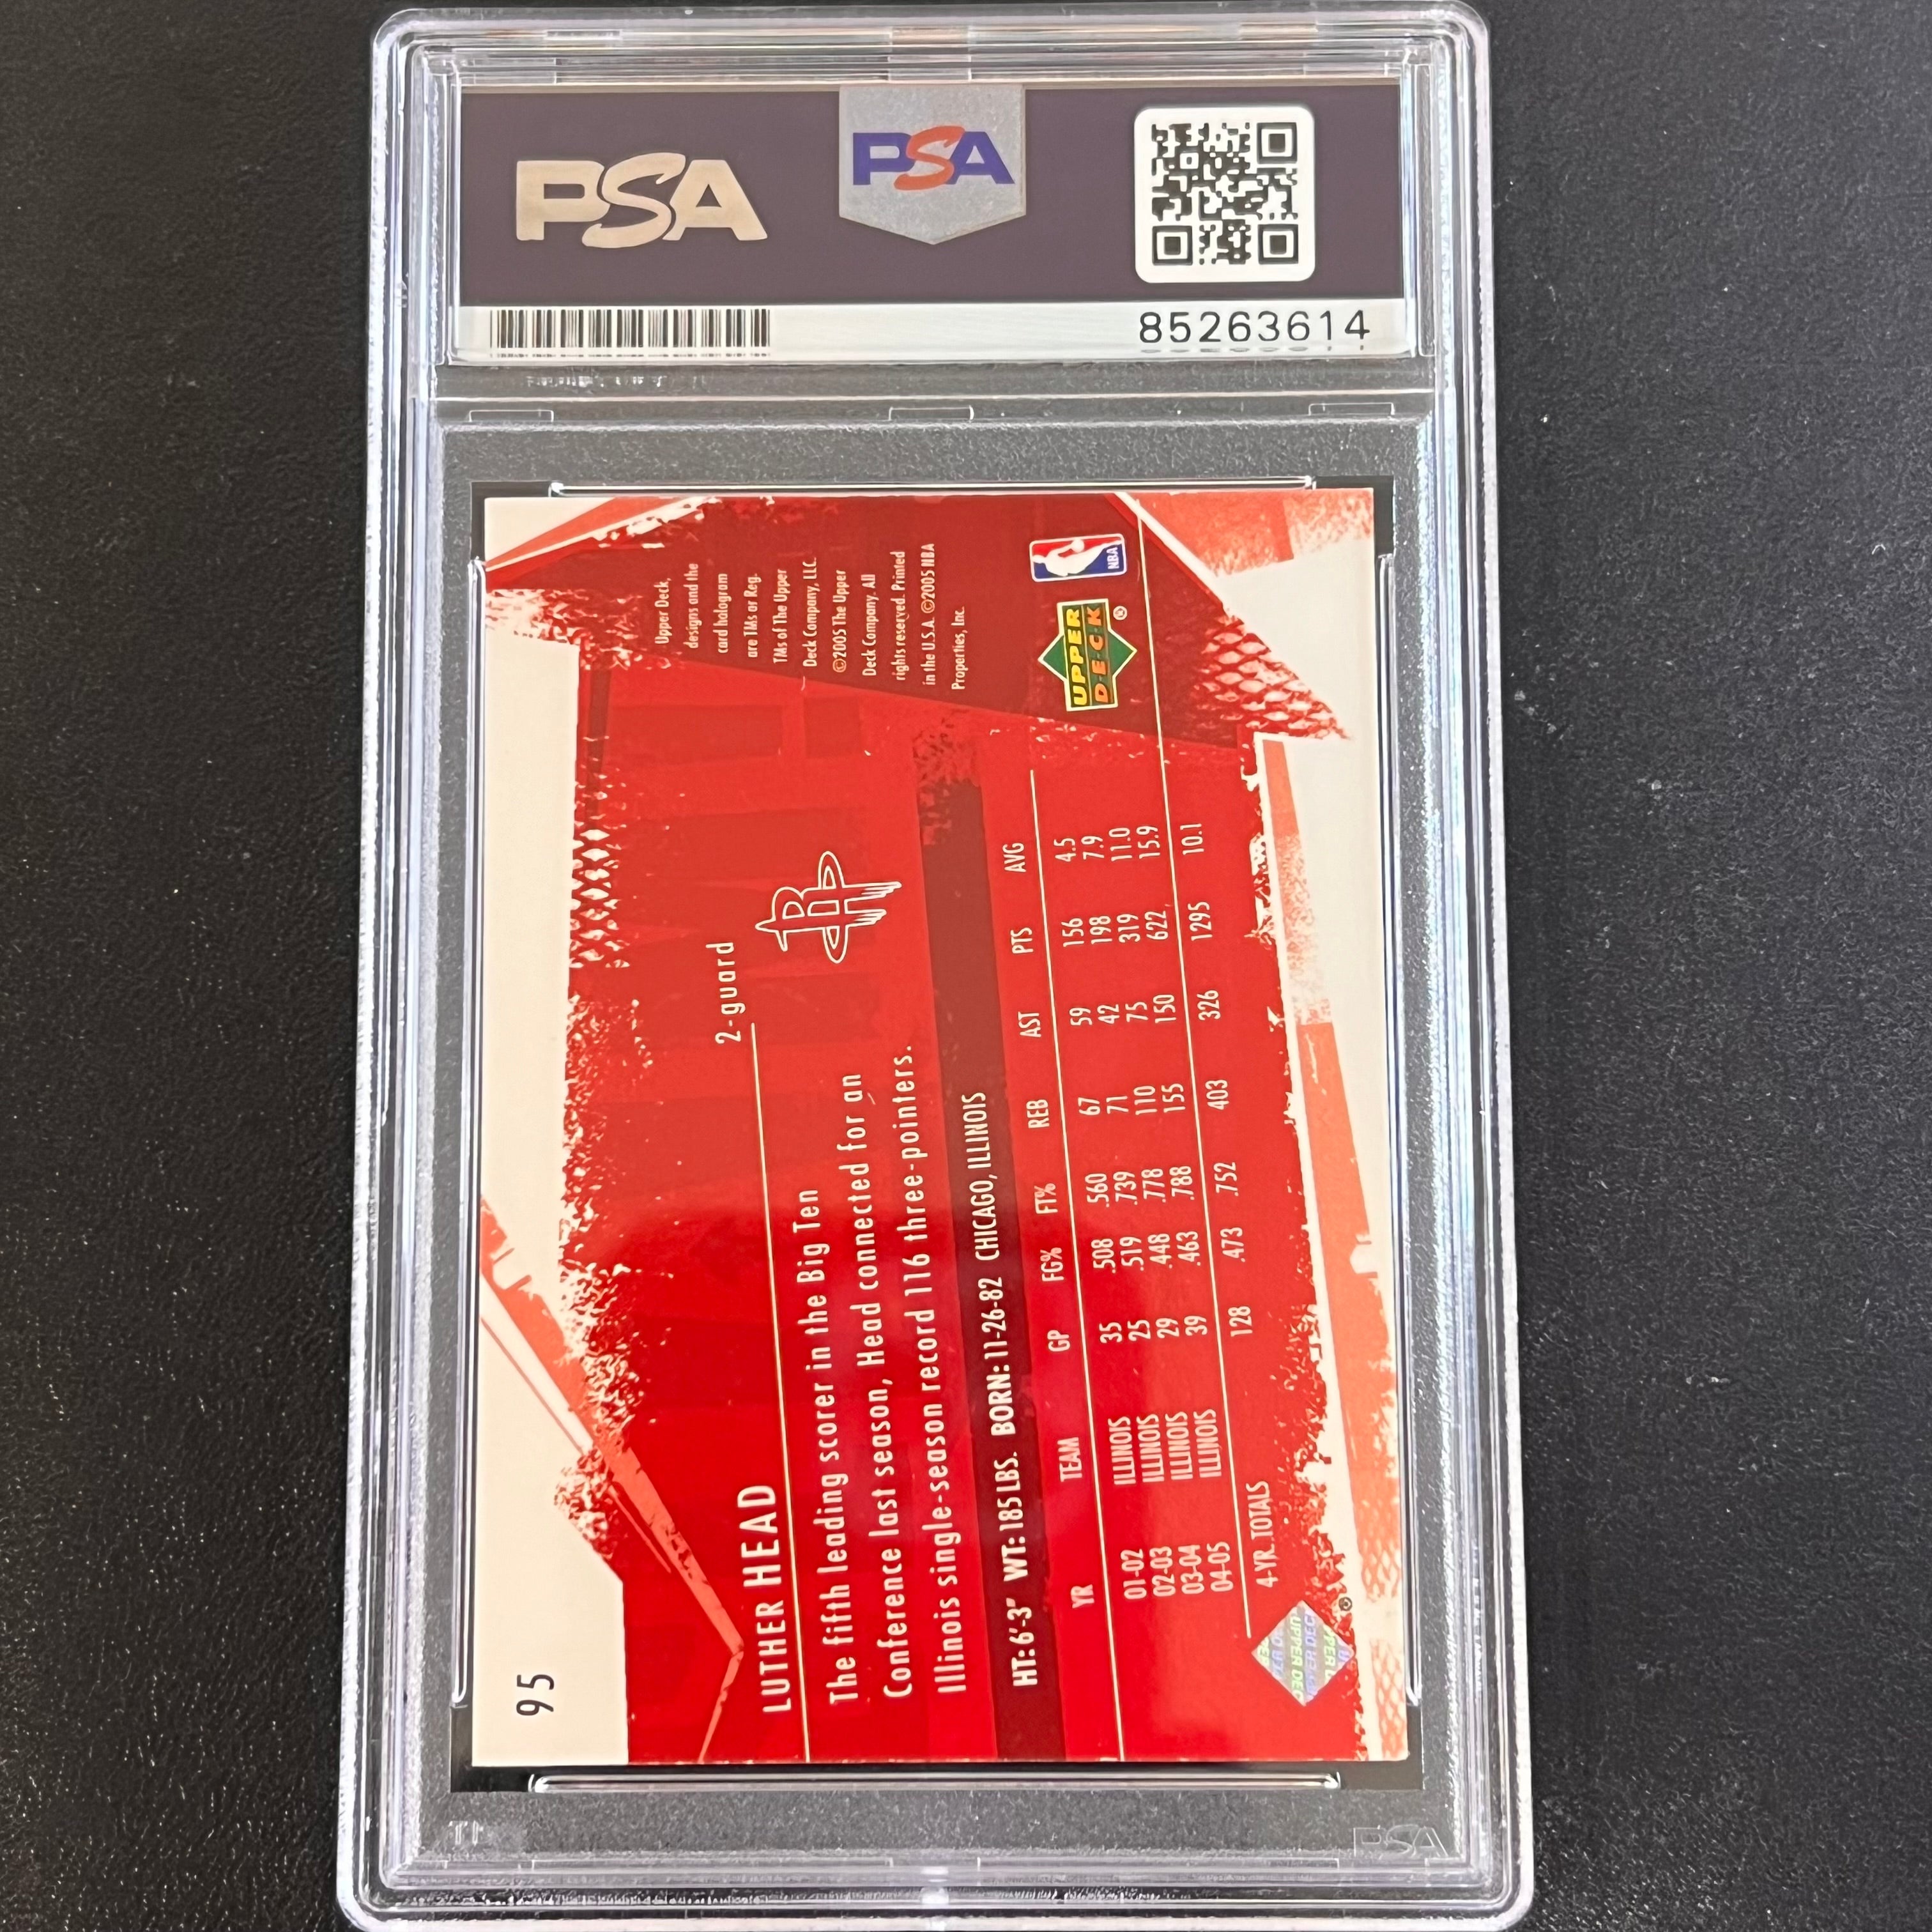 PSA
PSA
85263614
95
LUTHER HEAD
2-guard
The fifth leading scorer in the Big Ten
Conference last season, Head connected for an
Illinois single-season record 116 three-pointers.
HT: 6'-3" WT: 185 LBS. BORN: 11-26-82 CHICAGO, ILLINOIS
YR TEAM GP FG% FT% REB AST PTS AVG
01-02 ILLINOIS 35 .508 .560 67 59 156 4.5
02-03 ILLINOIS 25 .519 .739 71 42 198 7.9
03-04 ILLINOIS 29 .448 .778 110 75 319 11.0
04-05 ILLINOIS 39 .463 .788 155 150 622 15.9
4-YR. TOTALS 128 .473 .752 403 326 1295 10.1
Upper Deck,
designs and the
card hologram
are TMs or Reg.
TMs of The Upper
Deck Company, LLC.
©2005 The Upper
Deck Company. All
rights reserved. Printed
in the U.S.A. ©2005 NBA
Properties, Inc.
UPPER
DECK
®
NBA
®
PSA